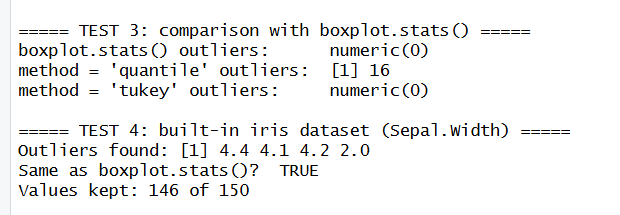 ===== TEST 3: comparison with boxplot.stats() =====
boxplot.stats() outliers:      numeric(0)
method = 'quantile' outliers:  [1] 16
method = 'tukey' outliers:     numeric(0)
===== TEST 4: built-in iris dataset (Sepal.Width) =====
Outliers found: [1] 4.4 4.1 4.2 2.0
Same as boxplot.stats()?  TRUE
Values kept: 146 of 150